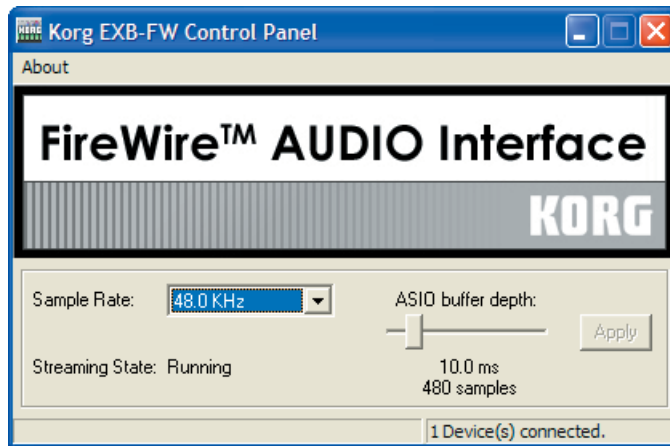 Korg EXB-FW Control Panel
About
FireWire™ AUDIO Interface
KORG
Sample Rate: 48.0 KHz ASIO buffer depth:
Apply
Streaming State: Running 10.0 ms
480 samples
1 Device(s) connected.